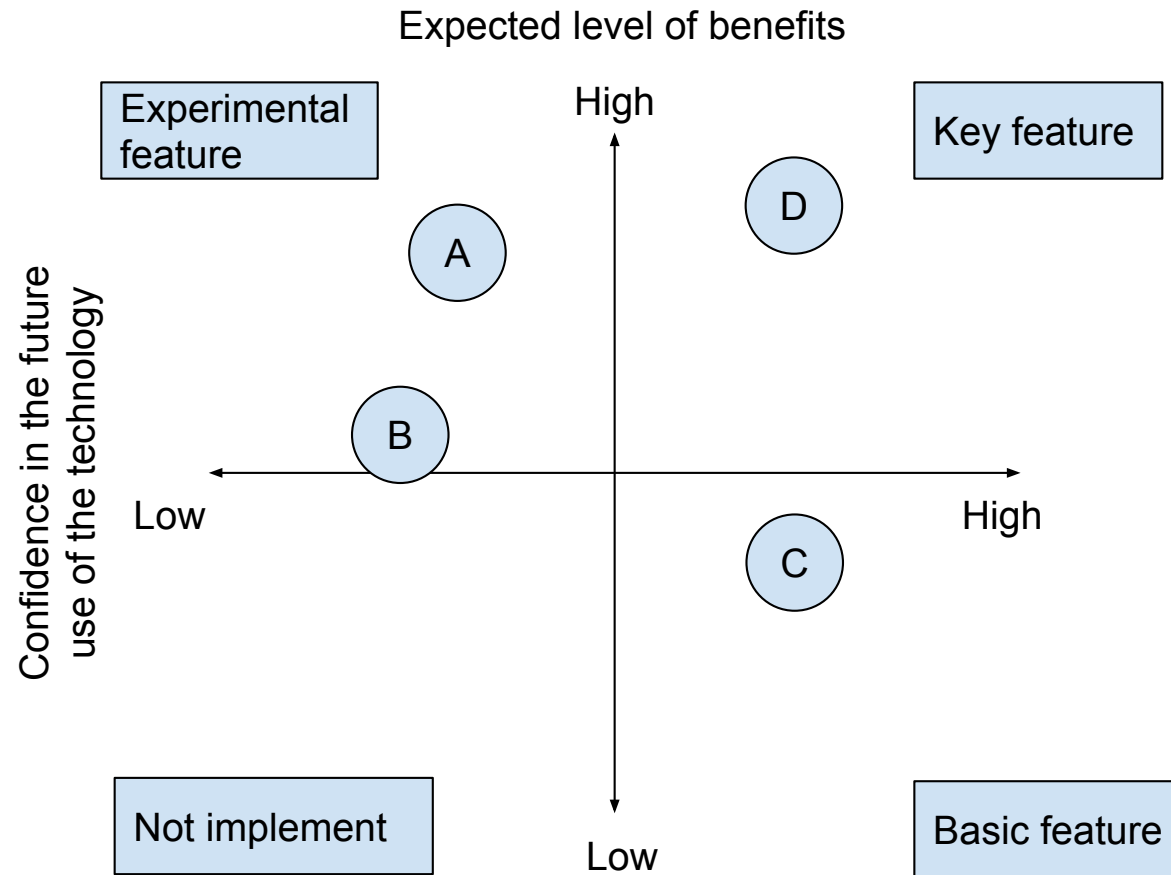 Expected level of benefits
Experimental
feature
High
Key feature
A
D
Confidence in the future
use of the technology
B
Low
High
C
Not implement
Low
Basic feature